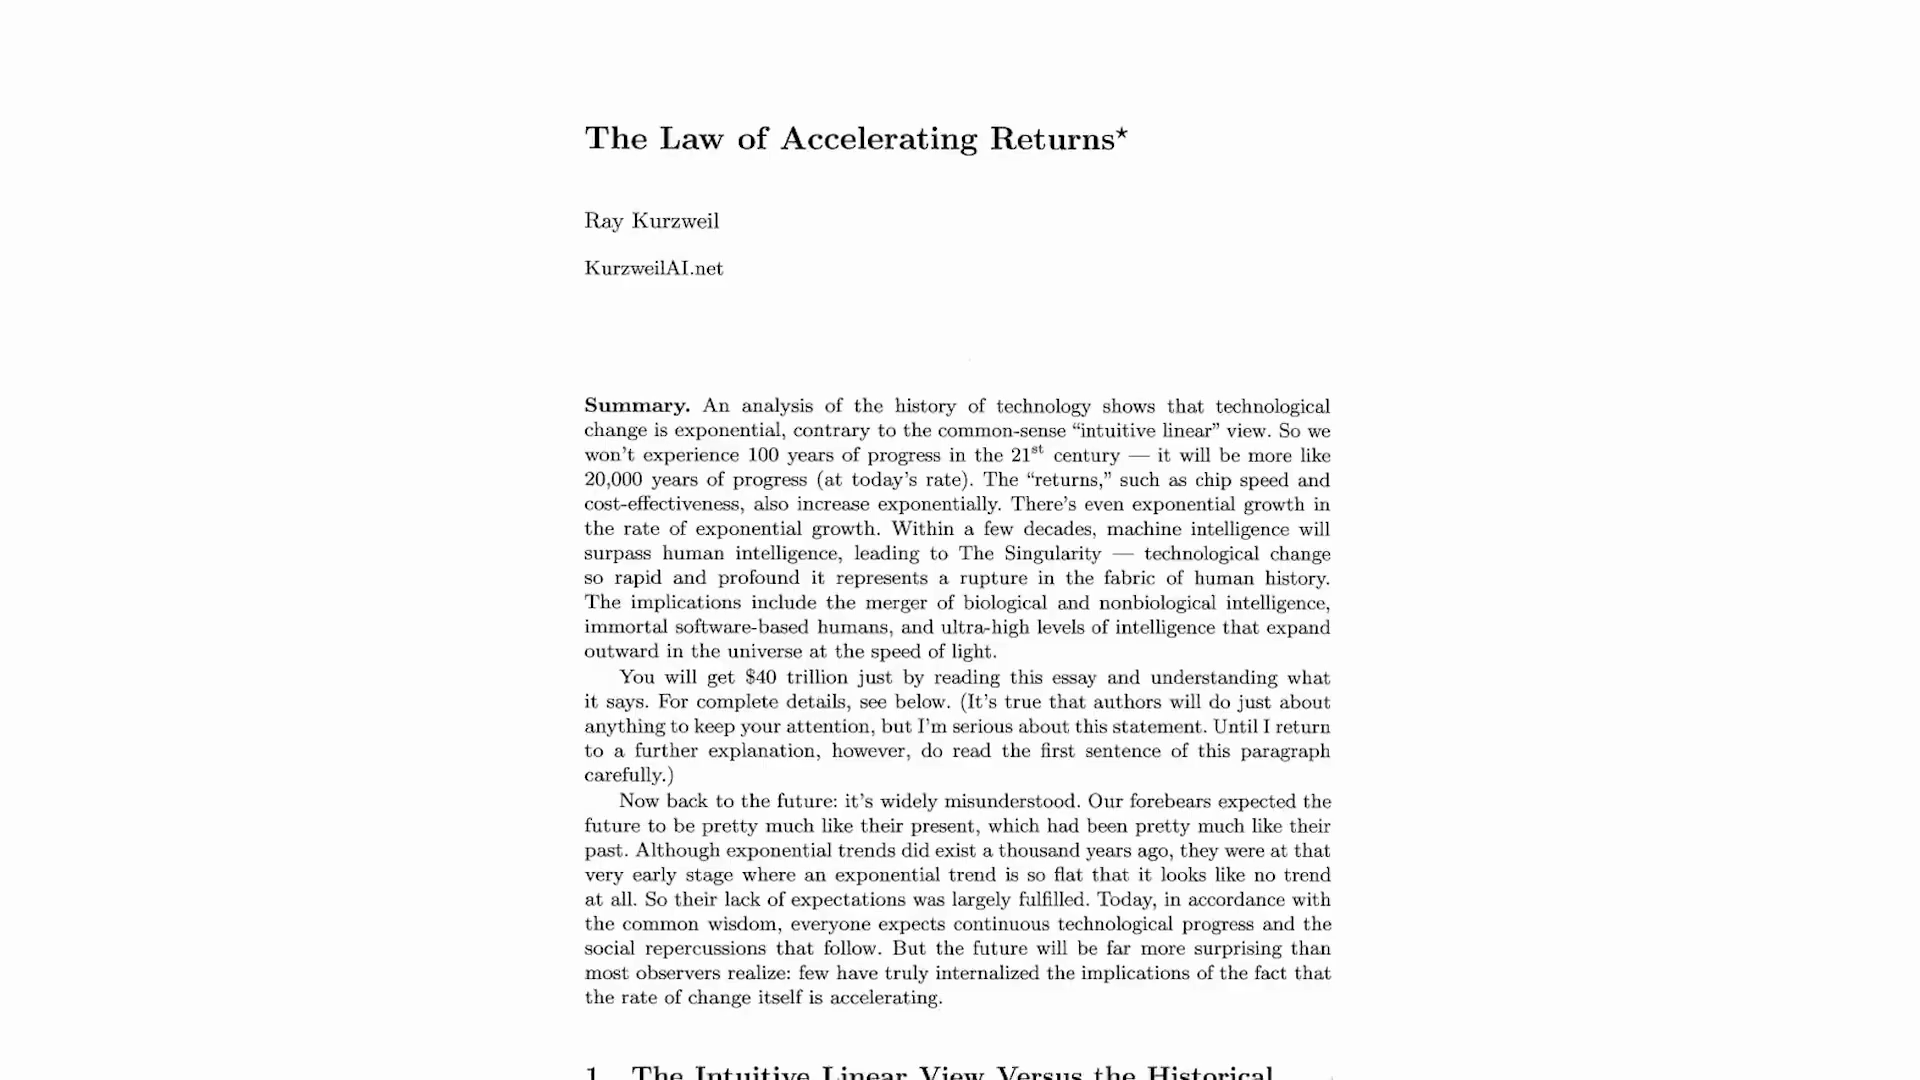 The Law of Accelerating Returns*
Ray Kurzweil
KurzweilAI.net
Summary. An analysis of the history of technology shows that technological
change is exponential, contrary to the common-sense “intuitive linear” view. So we
won’t experience 100 years of progress in the 21st century — it will be more like
20,000 years of progress (at today’s rate). The “returns,” such as chip speed and
cost-effectiveness, also increase exponentially. There’s even exponential growth in
the rate of exponential growth. Within a few decades, machine intelligence will
surpass human intelligence, leading to The Singularity — technological change
so rapid and profound it represents a rupture in the fabric of human history.
The implications include the merger of biological and nonbiological intelligence,
immortal software-based humans, and ultra-high levels of intelligence that expand
outward in the universe at the speed of light.
You will get $40 trillion just by reading this essay and understanding what
it says. For complete details, see below. (It’s true that authors will do just about
anything to keep your attention, but I’m serious about this statement. Until I return
to a further explanation, however, do read the first sentence of this paragraph
carefully.)
Now back to the future: it’s widely misunderstood. Our forebears expected the
future to be pretty much like their present, which had been pretty much like their
past. Although exponential trends did exist a thousand years ago, they were at that
very early stage where an exponential trend is so flat that it looks like no trend
at all. So their lack of expectations was largely fulfilled. Today, in accordance with
the common wisdom, everyone expects continuous technological progress and the
social repercussions that follow. But the future will be far more surprising than
most observers realize: few have truly internalized the implications of the fact that
the rate of change itself is accelerating.
1 The Intuitive Linear View Versus the Historical